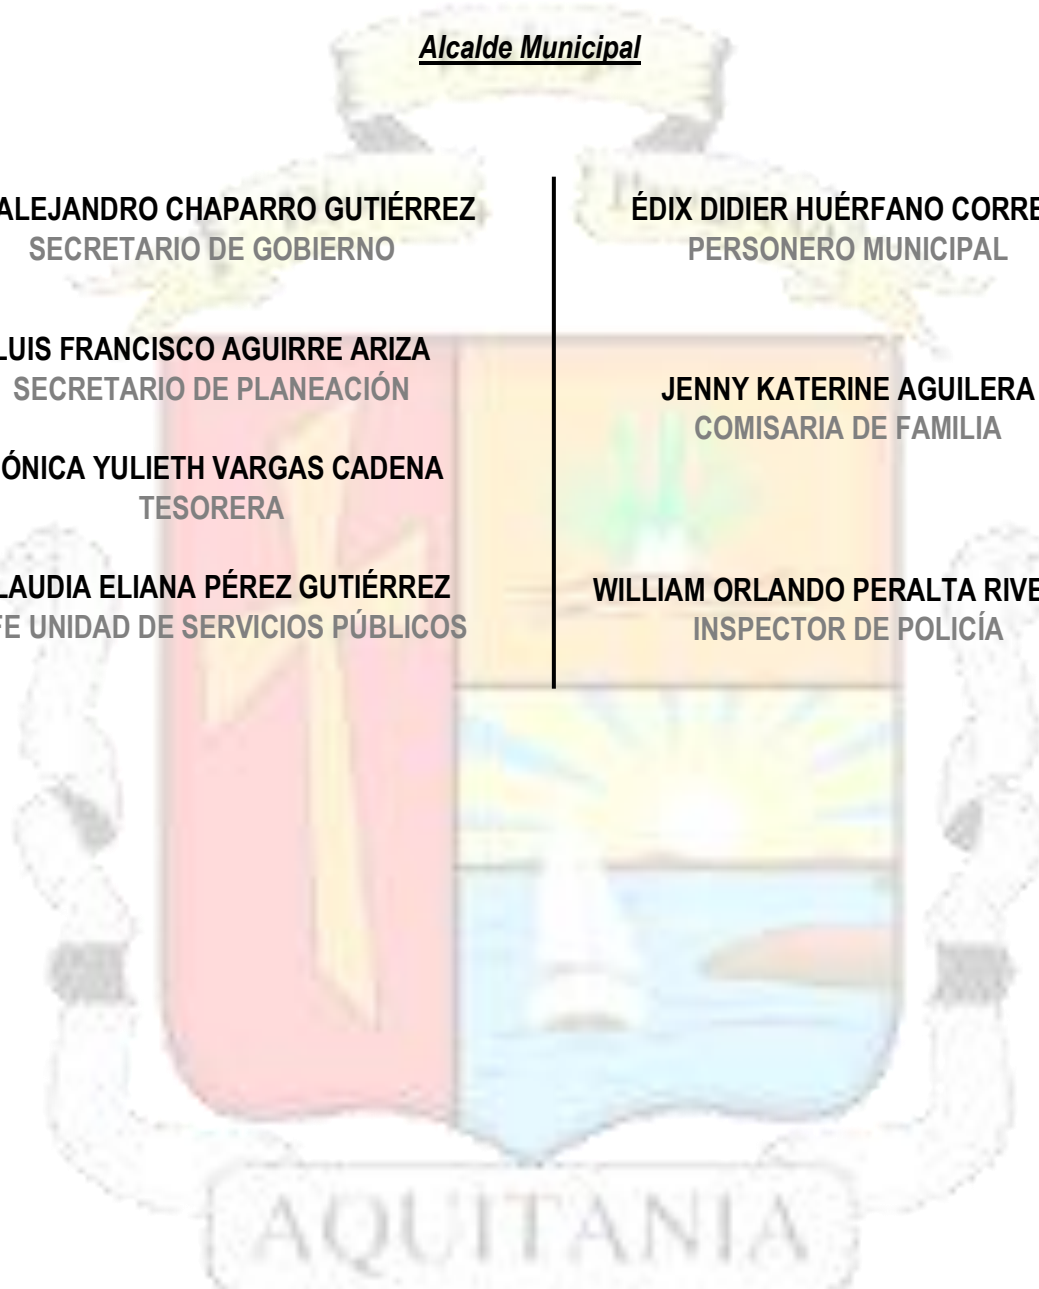 Alcalde Municipal
ALEJANDRO CHAPARRO GUTIÉRREZ
SECRETARIO DE GOBIERNO
LUIS FRANCISCO AGUIRRE ARIZA
SECRETARIO DE PLANEACIÓN
ÓNICA YULIETH VARGAS CADENA
TESORERA
LAUDIA ELIANA PÉREZ GUTIÉRREZ
FE UNIDAD DE SERVICIOS PÚBLICOS
ÉDIX DIDIER HUÉRFANO CORRE
PERSONERO MUNICIPAL
JENNY KATERINE AGUILERA
COMISARIA DE FAMILIA
WILLIAM ORLANDO PERALTA RIVE
INSPECTOR DE POLICÍA
AQUITANIA